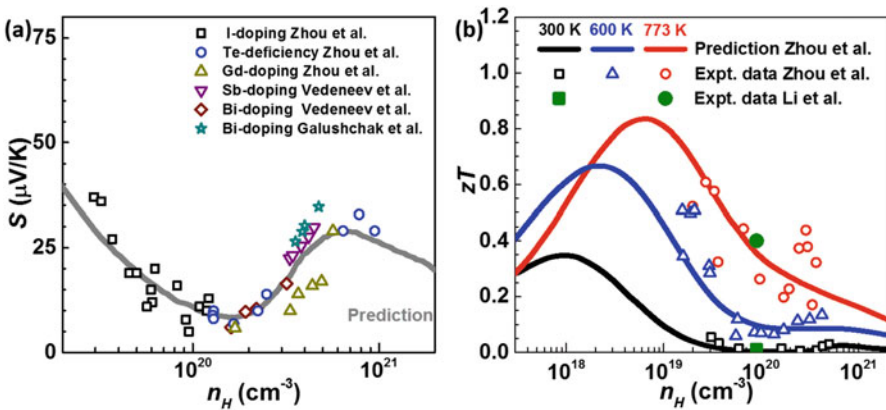 (a)
75
50
25
0
S (μV/K)
I-doping Zhou et al.
Te-deficiency Zhou et al.
Gd-doping Zhou et al.
Sb-doping Vedeneev et al.
Bi-doping Vedeneev et al.
Bi-doping Galushchak et al.
Prediction
10^20
10^21
n_H (cm^-3)
(b)
1.2
1.0
0.8
0.6
0.4
0.2
0.0
zT
300 K 600 K 773 K
Prediction Zhou et al.
Expt. data Zhou et al.
Expt. data Li et al.
10^18
10^19
10^20
10^21
n_H (cm^-3)